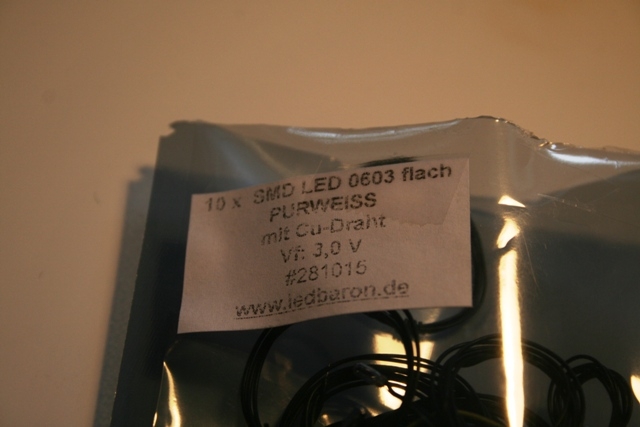 10 x SMD LED 0603 flach
PURWEISS
mit Cu-Draht
Vf: 3,0 V
#281015
www.ledbaron.de